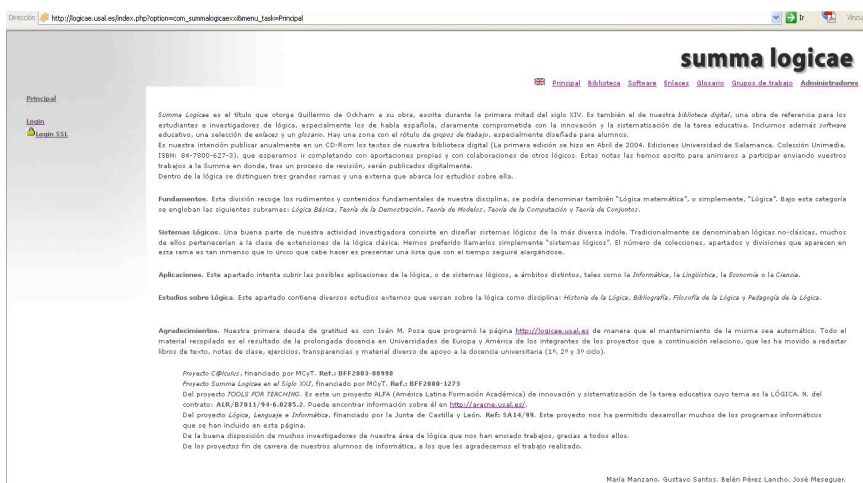 Dirección http://logicae.usal.es/index.php?option=com_summalogicaexxi&menu_task=Principal Ir Víncu
summa logicae
Principal Biblioteca Software Enlaces Glosario Grupos de trabajo Administradores
Principal
Login
Login SSL
Summa Logicae es el título que otorga Guillermo de Ockham a su obra, escrita durante la primera mitad del siglo XIV. Es también el de nuestra biblioteca digital, una obra de referencia para los
estudiantes e investigadores de lógica, especialmente los de habla española, claramente comprometida con la innovación y la sistematización de la tarea educativa. Incluimos además software
educativo, una selección de enlaces y un glosario. Hay una zona con el rótulo de grupos de trabajo, especialmente diseñada para alumnos.
Es nuestra intención publicar anualmente en un CD-Rom los textos de nuestra biblioteca digital (La primera edición se hizo en Abril de 2004. Ediciones Universidad de Salamanca. Colección Unimedia.
ISBN: 84-7800-627-3), que esperamos ir completando con aportaciones propias y con colaboraciones de otros lógicos. Estas notas las hemos escrito para animaros a participar enviando vuestros
trabajos a la Summa en donde, tras un proceso de revisión, serán publicados digitalmente.
Dentro de la lógica se distinguen tres grandes ramas y una externa que abarca los estudios sobre ella.
Fundamentos. Esta división recoge los rudimentos y contenidos fundamentales de nuestra disciplina, se podría denominar también "Lógica matemática", o simplemente, "Lógica". Bajo esta categoría
se engloban las siguientes subramas: Lógica Básica, Teoría de la Demostración, Teoría de Modelos, Teoría de la Computación y Teoría de Conjuntos.
Sistemas Lógicos. Una buena parte de nuestra actividad investigadora consiste en diseñar sistemas lógicos de la más diversa índole. Tradicionalmente se denominaban lógicas no-clásicas, muchos
de ellos pertenecerían a la clase de extensiones de la lógica clásica. Hemos preferido llamarlos simplemente "sistemas lógicos". El número de colecciones, apartados y divisiones que aparecen en
esta rama es tan inmenso que lo único que cabe hacer es presentar una lista que con el tiempo seguirá alargándose.
Aplicaciones. Este apartado intenta cubrir las posibles aplicaciones de la lógica, o de sistemas lógicos, a ámbitos distintos, tales como la Informática, la Lingüística, la Economía o la Ciencia.
Estudios sobre Lógica. Este apartado contiene diversos estudios externos que versan sobre la lógica como disciplina: Historia de la Lógica, Bibliografía, Filosofía de la Lógica y Pedagogía de la Lógica.
Agradecimientos. Nuestra primera deuda de gratitud es con Iván M. Poza que programó la página http://logicae.usal.es de manera que el mantenimiento de la misma sea automático. Todo el
material recopilado es el resultado de la prolongada docencia en Universidades de Europa y América de los integrantes de los proyectos que a continuación relaciono, que les ha movido a redactar
libros de texto, notas de clase, ejercicios, transparencias y material diverso de apoyo a la docencia universitaria (1º, 2º y 3º ciclo).
Proyecto C@lculus, financiado por MCyT. Ref.: BFF2003-08998
Proyecto Summa Logicae en el Siglo XXI, financiado por MCyT. Ref.: BFF2000-1273
Del proyecto TOOLS FOR TEACHING. Es este un proyecto ALFA (América Latina Formación Académica) de innovación y sistematización de la tarea educativa cuyo tema es la LÓGICA. N. del
contrato: ALR/B7011/94-6.0285.2. Puede encontrar información sobre él en http://aracne.usal.es/.
Del proyecto Lógica, Lenguaje e Informática, financiado por la Junta de Castilla y León. Ref: SA14/99. Este proyecto nos ha permitido desarrollar muchos de los programas informáticos
que se han incluido en esta página.
De la buena disposición de muchos investigadores de nuestra área de lógica que nos han enviado trabajos, gracias a todos ellos.
De los proyectos fin de carrera de nuestros alumnos de informática, a los que les agradecemos el trabajo realizado.
María Manzano. Gustavo Santos. Belén Pérez Lancho. José Meseguer.